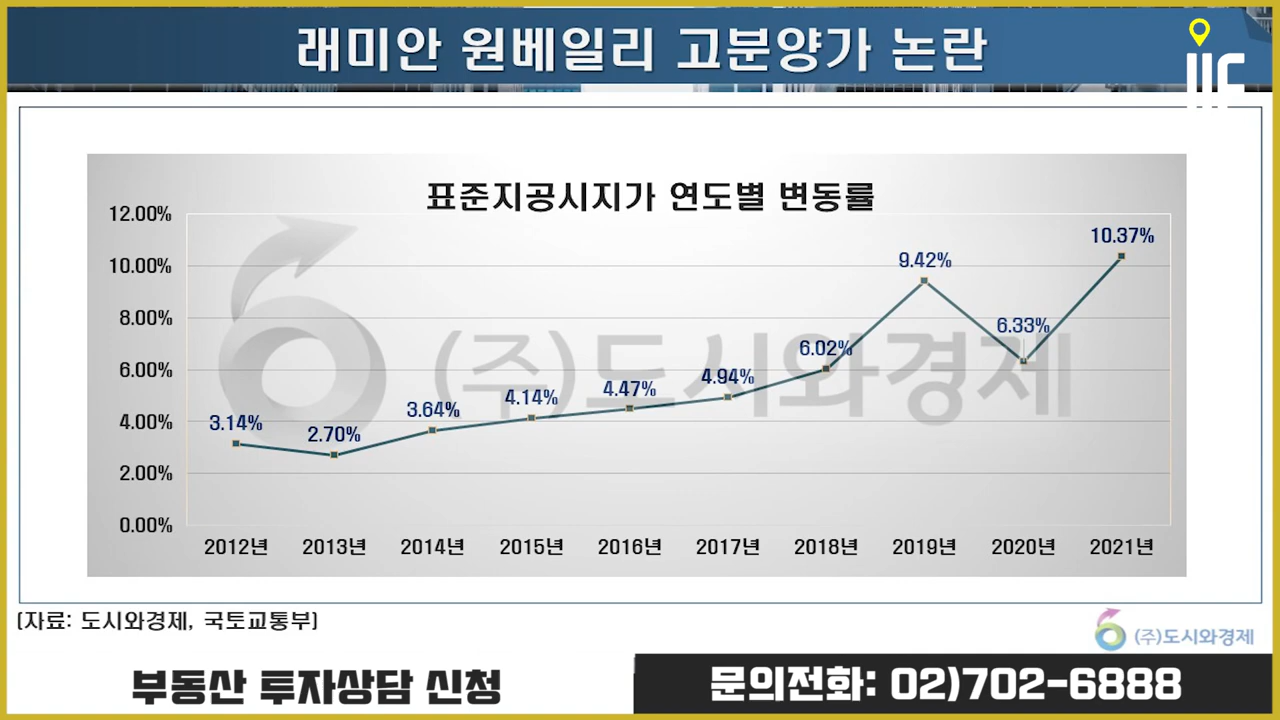 래미안 원베일리 고분양가 논란
표준지공시지가 연도별 변동률
12.00%
10.00%
8.00%
6.00%
4.00%
2.00%
0.00%
3.14%
2.70%
3.64%
4.14%
4.47%
4.94%
6.02%
9.42%
6.33%
10.37%
(주)도시와경제
2012년 2013년 2014년 2015년 2016년 2017년 2018년 2019년 2020년 2021년
(자료: 도시와경제, 국토교통부)
(주)도시와경제
부동산 투자상담 신청
문의전화: 02)702-6888